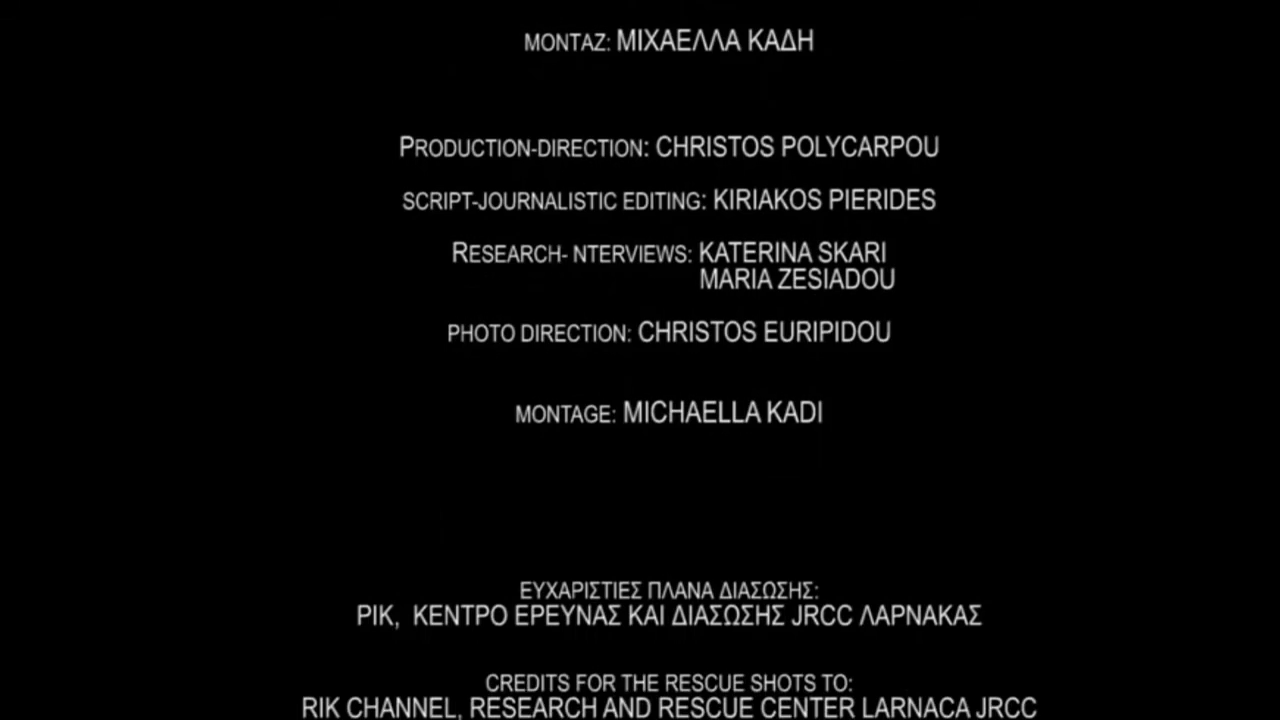 ΜΟΝΤΑΖ: ΜΙΧΑΕΛΛΑ ΚΑΔΗ
PRODUCTION-DIRECTION: CHRISTOS POLYCARPOU
SCRIPT-JOURNALISTIC EDITING: KIRIAKOS PIERIDES
RESEARCH- NTERVIEWS: KATERINA SKARI
MARIA ZESIADOU
PHOTO DIRECTION: CHRISTOS EURIPIDOU
MONTAGE: MICHAELLA KADI
ΕΥΧΑΡΙΣΤΙΕΣ ΠΛΑΝΑ ΔΙΑΣΩΣΗΣ:
ΡΙΚ, ΚΕΝΤΡΟ ΕΡΕΥΝΑΣ ΚΑΙ ΔΙΑΣΩΣΗΣ JRCC ΛΑΡΝΑΚΑΣ
CREDITS FOR THE RESCUE SHOTS TO:
RIK CHANNEL, RESEARCH AND RESCUE CENTER LARNACA JRCC